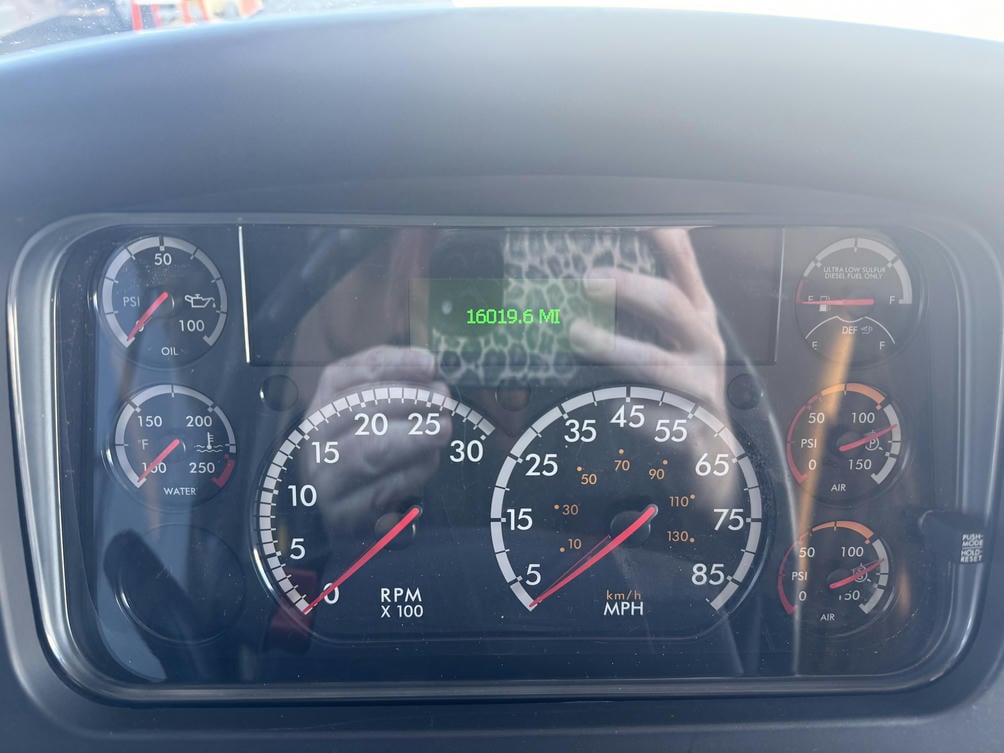 50
PSI
0
100
OIL
16019.6 MI
ULTRA LOW SULFUR
DIESEL FUEL ONLY
E F
DEF
E F
150 200
°F
100 250
WATER
0 5 10 15 20 25 30
RPM
X 100
5 15 25 35 45 55 65 75 85
10 30 50 70 90 110 130
km/h
MPH
50 100
PSI P
0 150
AIR
50 100
PSI S
0 150
AIR
PUSH-
MODE
HOLD-
RESET